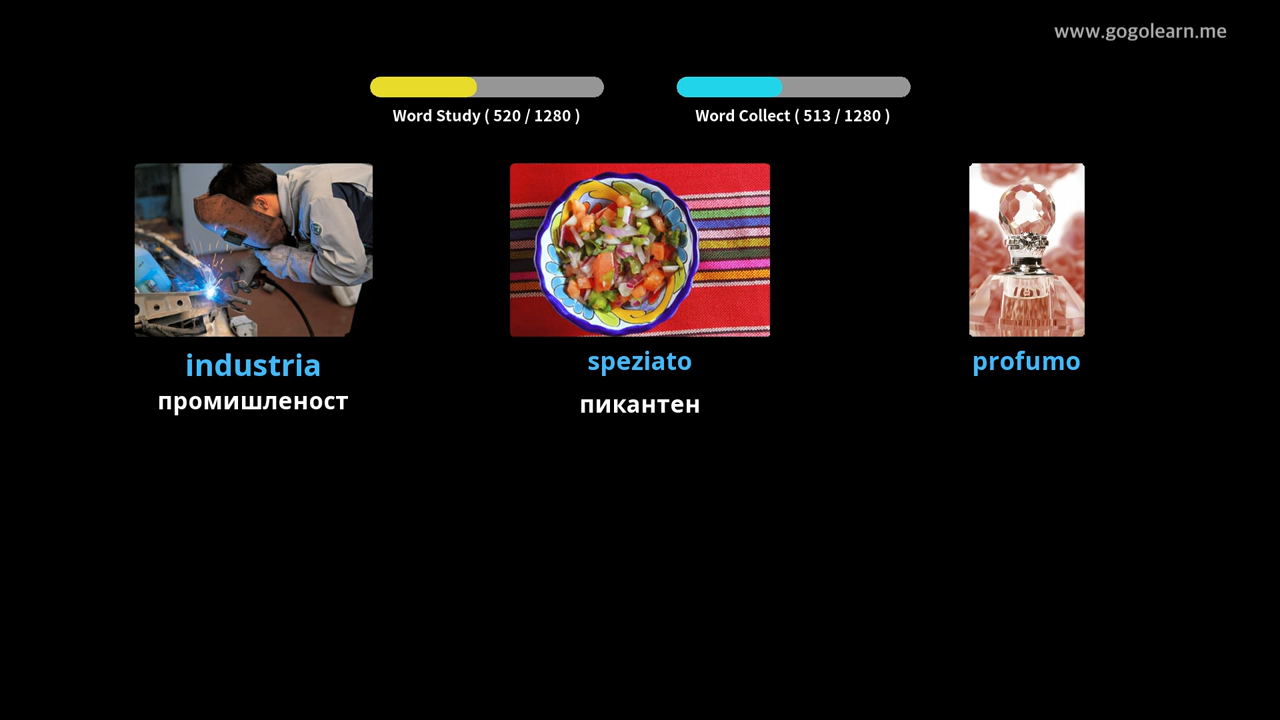 www.gogolearn.me
Word Study ( 520 / 1280 )
Word Collect ( 513 / 1280 )
industria
промишленост
speziato
пикантен
profumo